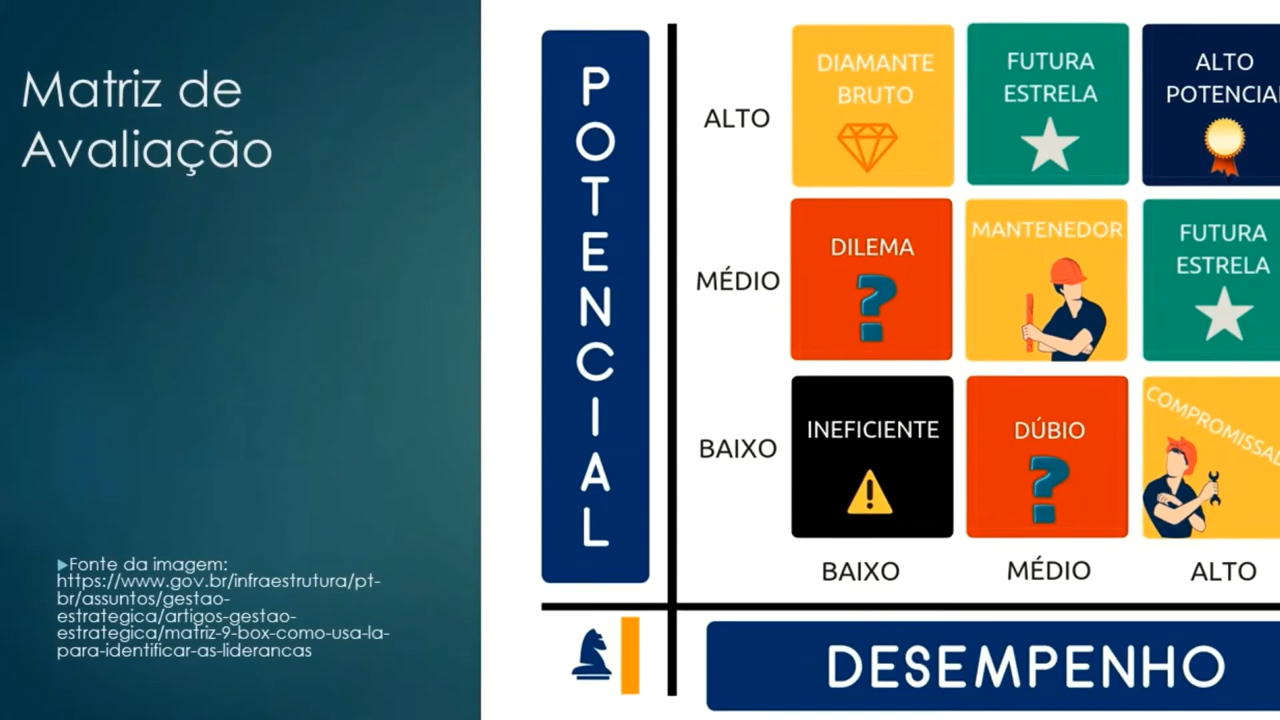 Matriz de
Avaliação
Fonte da imagem:
https://www.gov.br/infraestrutura/pt-
br/assuntos/gestao-
estrategica/artigos-gestao-
estrategica/matriz-9-box-como-usa-la-
para-identificar-as-liderancas
POTENCIAL
ALTO
DIAMANTE
BRUTO
FUTURA
ESTRELA
ALTO
POTENCIAL
MÉDIO
DILEMA
?
MANTENEDOR
FUTURA
ESTRELA
BAIXO
INEFICIENTE
DÚBIO
?
COMPROMISSAD
BAIXO
MÉDIO
ALTO
DESEMPENHO